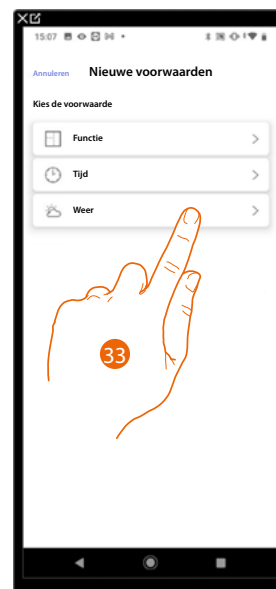 15:07
Annuleren Nieuwe voorwaarden
Kies de voorwaarde
Functie
Tijd
Weer
33